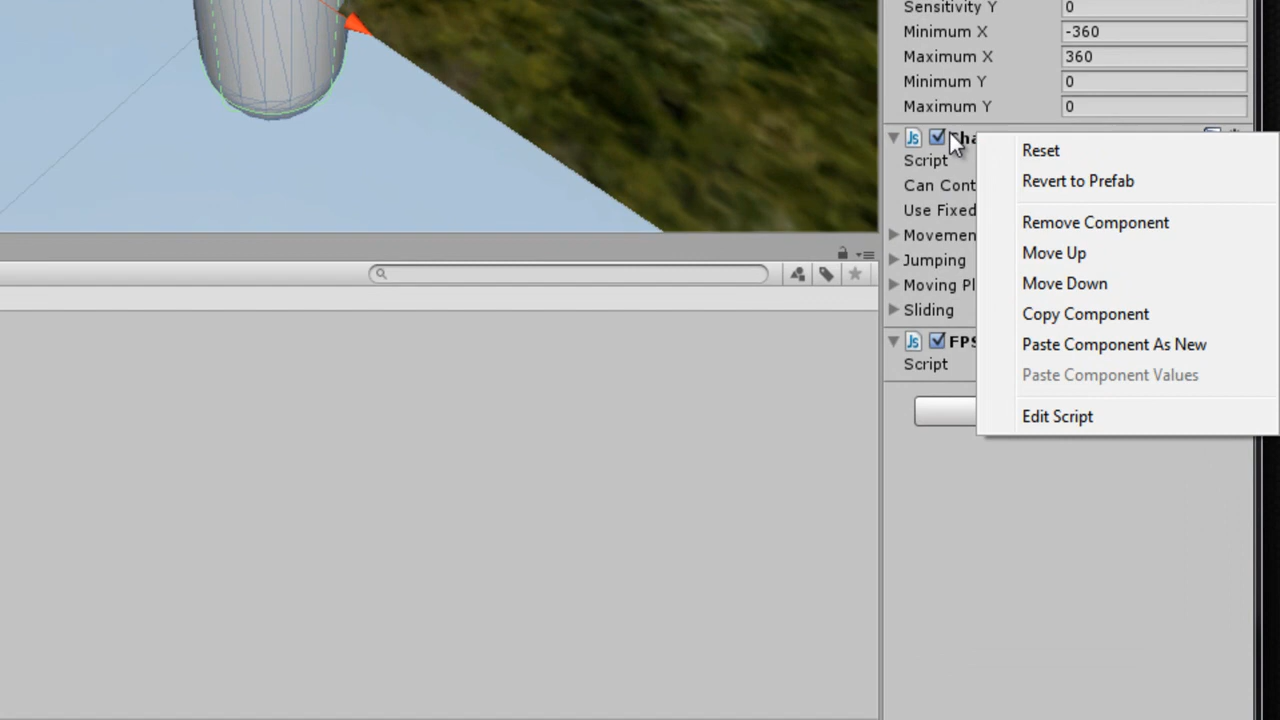 Sensitivity Y 0
Minimum X -360
Maximum X 360
Minimum Y 0
Maximum Y 0
Js
Script
Can Cont
Use Fixed
Movemen
Jumping
Moving Pl
Sliding
Js FPS
Script
Reset
Revert to Prefab
Remove Component
Move Up
Move Down
Copy Component
Paste Component As New
Paste Component Values
Edit Script